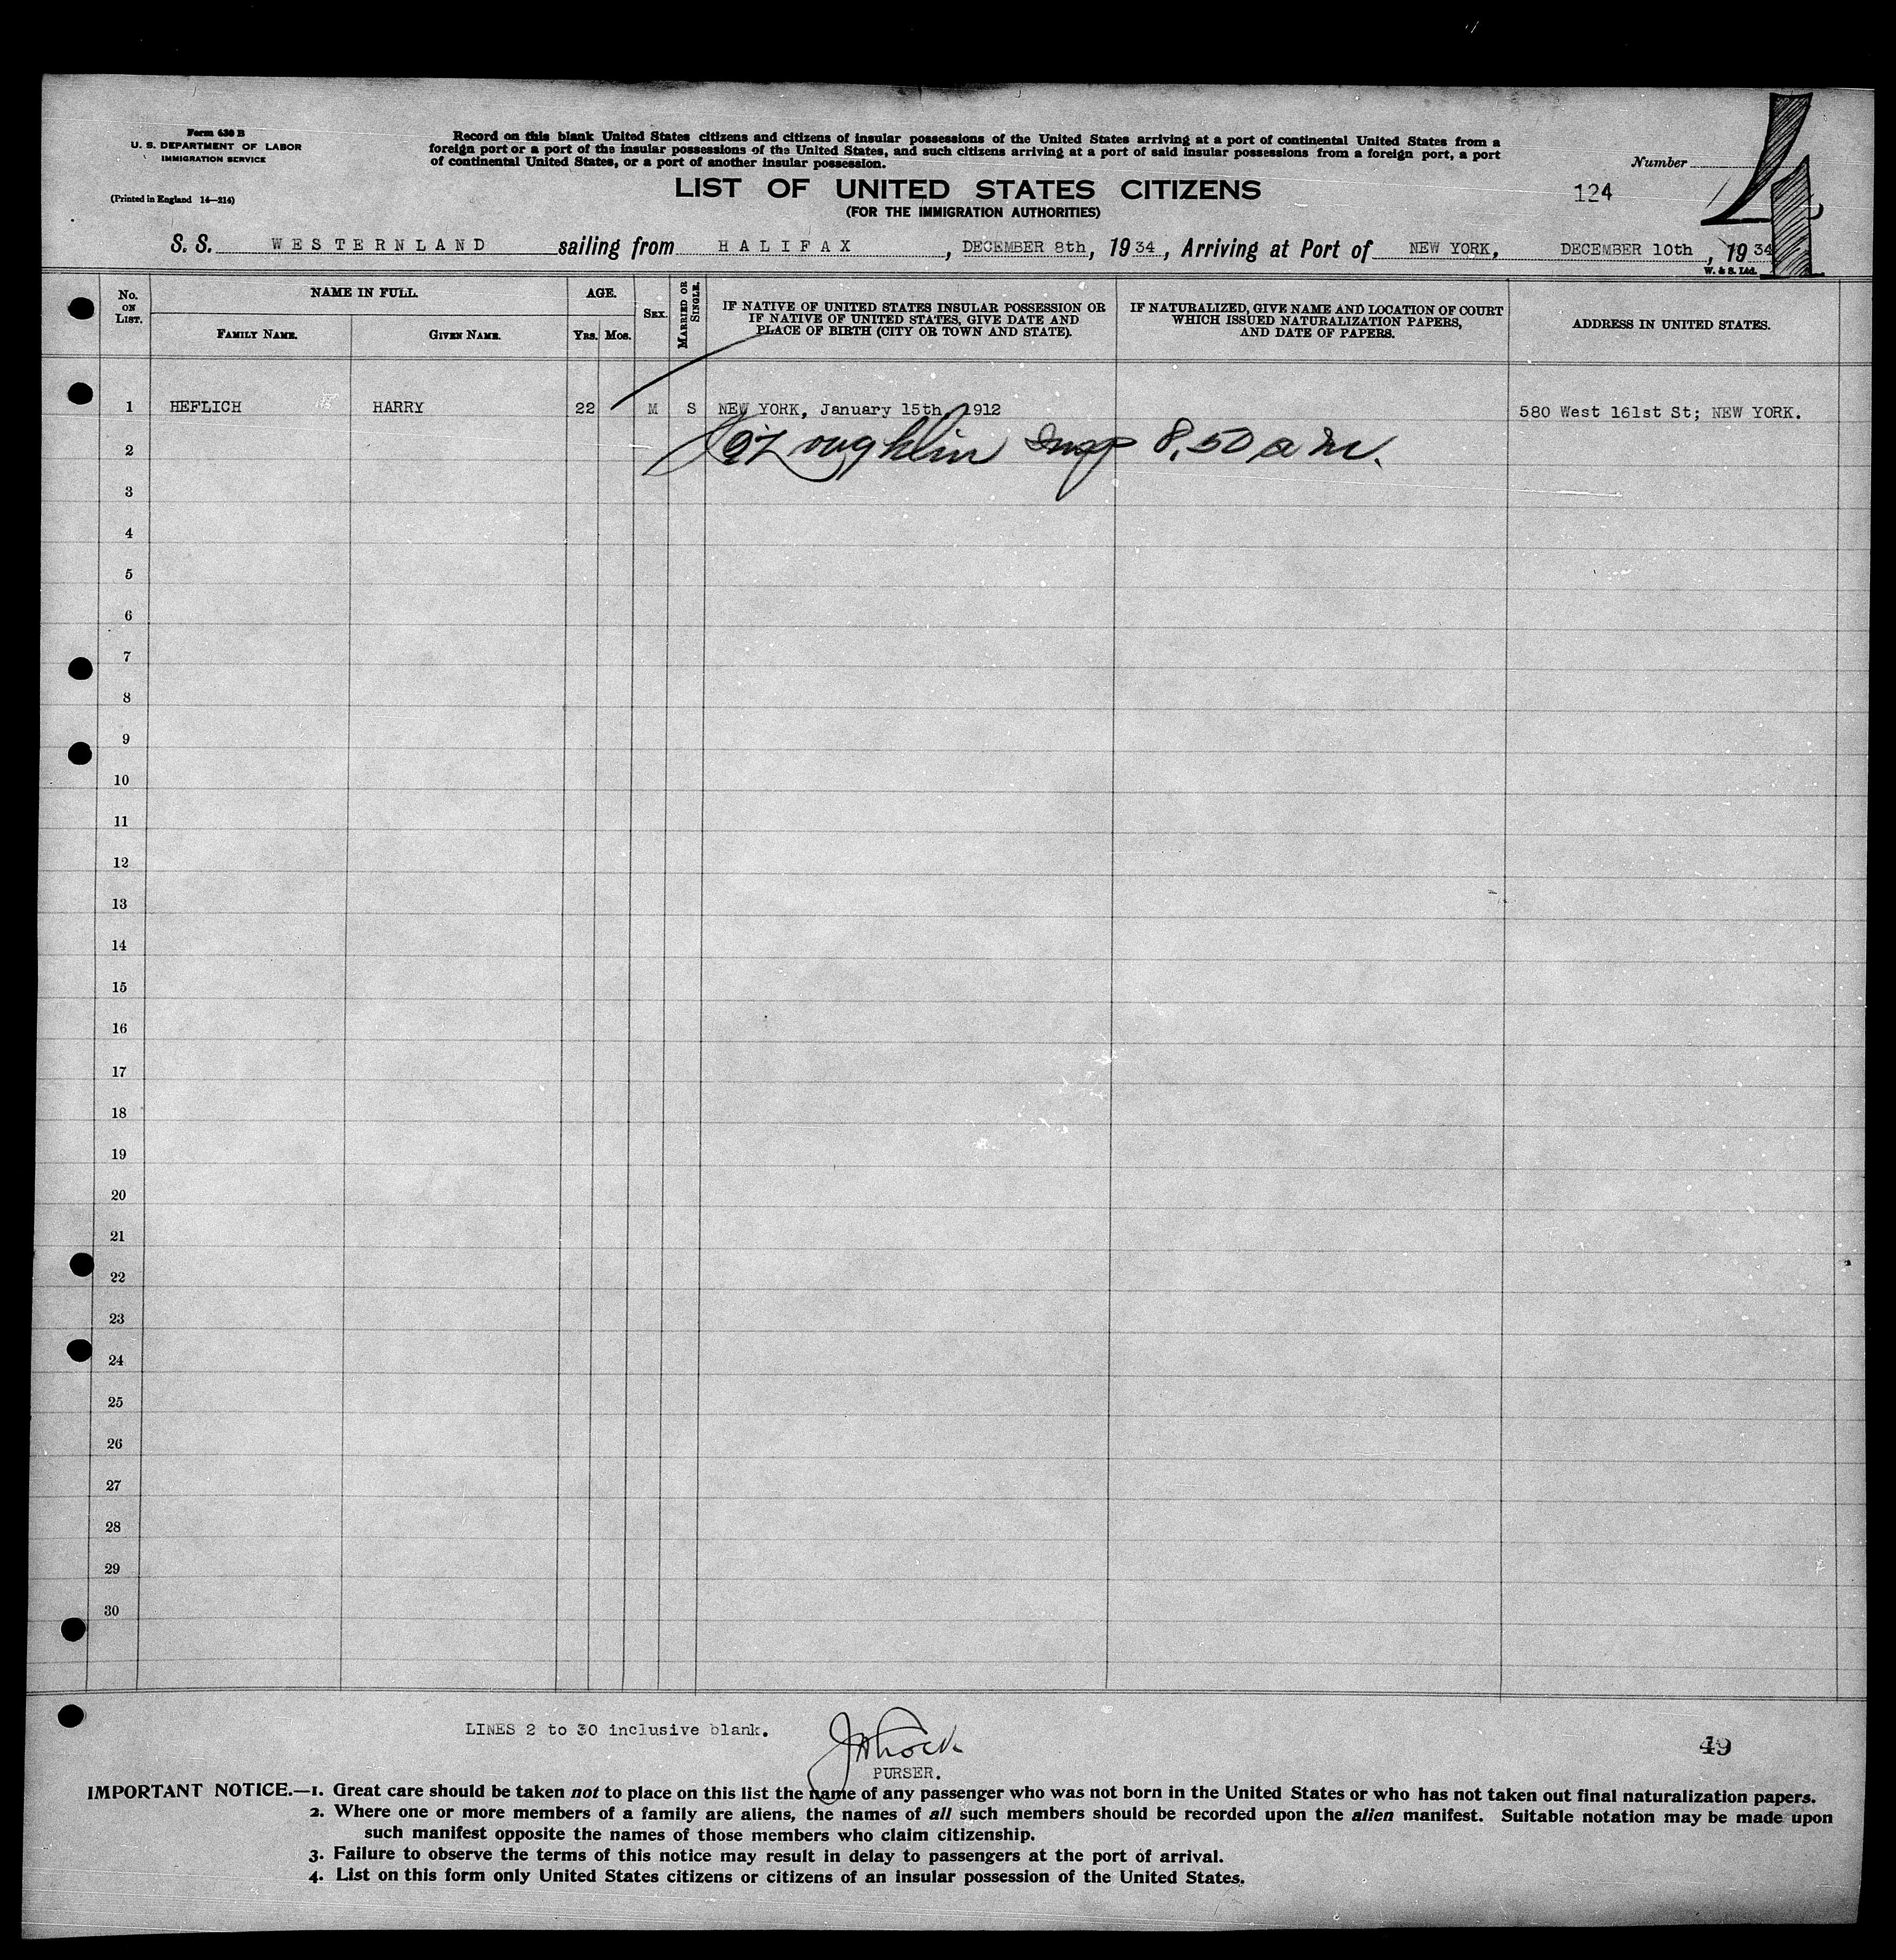 Form 630 B
U. S. DEPARTMENT OF LABOR
IMMIGRATION SERVICE
(Printed in England 14—214)
Record on this blank United States citizens and citizens of insular possessions of the United States arriving at a port of continental United States from a
foreign port or a port of the insular possessions of the United States, and such citizens arriving at a port of said insular possessions from a foreign port, a port
of continental United States, or a port of another insular possession.
Number
4
124
LIST OF UNITED STATES CITIZENS
(FOR THE IMMIGRATION AUTHORITIES)
S. S. WESTERNLAND sailing from HALIFAX, DECEMBER 8th, 1934, Arriving at Port of NEW YORK, DECEMBER 10th, 1934
W. & S. Ltd.
No. ON LIST.
NAME IN FULL.
FAMILY NAME.
GIVEN NAME.
AGE.
YRS. MOS.
SEX.
MARRIED OR SINGLE.
IF NATIVE OF UNITED STATES INSULAR POSSESSION OR
IF NATIVE OF UNITED STATES, GIVE DATE AND
PLACE OF BIRTH (CITY OR TOWN AND STATE).
IF NATURALIZED, GIVE NAME AND LOCATION OF COURT
WHICH ISSUED NATURALIZATION PAPERS,
AND DATE OF PAPERS.
ADDRESS IN UNITED STATES.
1 HEFLICH HARRY 22 M S NEW YORK, January 15th, 1912 580 West 161st St; NEW YORK.
2 O'Loughlin Insp 8.50 a m.
3
4
5
6
7
8
9
10
11
12
13
14
15
16
17
18
19
20
21
22
23
24
25
26
27
28
29
30
LINES 2 to 30 inclusive blank.
PURSER.
49
IMPORTANT NOTICE.—1. Great care should be taken not to place on this list the name of any passenger who was not born in the United States or who has not taken out final naturalization papers.
2. Where one or more members of a family are aliens, the names of all such members should be recorded upon the alien manifest. Suitable notation may be made upon
such manifest opposite the names of those members who claim citizenship.
3. Failure to observe the terms of this notice may result in delay to passengers at the port of arrival.
4. List on this form only United States citizens or citizens of an insular possession of the United States.